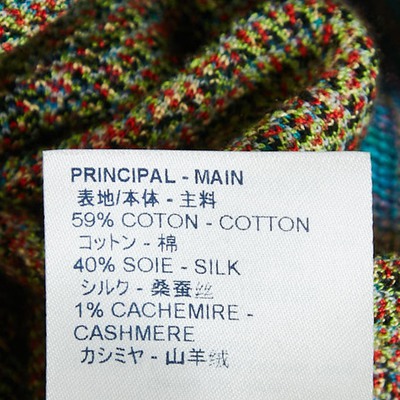 PRINCIPAL - MAIN
表地/本体 - 主料
59% COTON - COTTON
コットン - 棉
40% SOIE - SILK
シルク - 桑蚕丝
1% CACHEMIRE -
CASHMERE
カシミヤ - 山羊绒